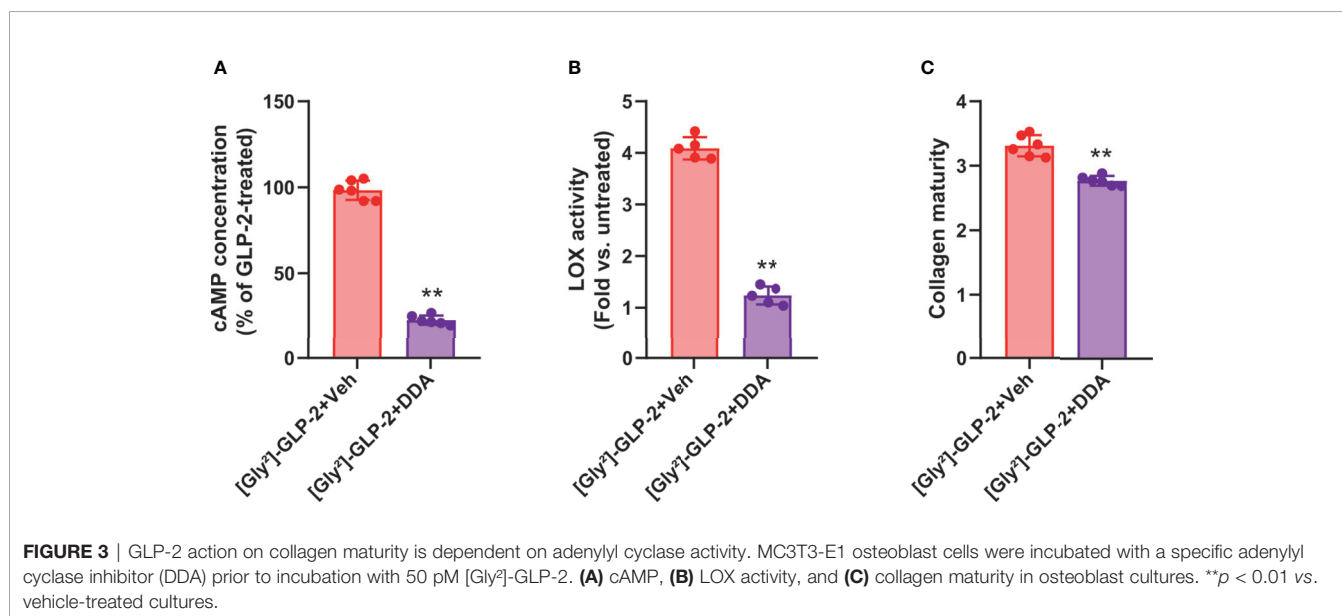 A
cAMP concentration
(% of GLP-2-treated)
150
100
50
0
**
[Gly²]-GLP-2+Veh
[Gly²]-GLP-2+DDA
B
LOX activity
(Fold vs. untreated)
5
4
3
2
1
0
**
[Gly²]-GLP-2+Veh
[Gly²]-GLP-2+DDA
C
Collagen maturity
4
3
2
1
0
**
[Gly²]-GLP-2+Veh
[Gly²]-GLP-2+DDA
FIGURE 3 | GLP-2 action on collagen maturity is dependent on adenylyl cyclase activity. MC3T3-E1 osteoblast cells were incubated with a specific adenylyl
cyclase inhibitor (DDA) prior to incubation with 50 pM [Gly²]-GLP-2. (A) cAMP, (B) LOX activity, and (C) collagen maturity in osteoblast cultures. **p < 0.01 vs.
vehicle-treated cultures.